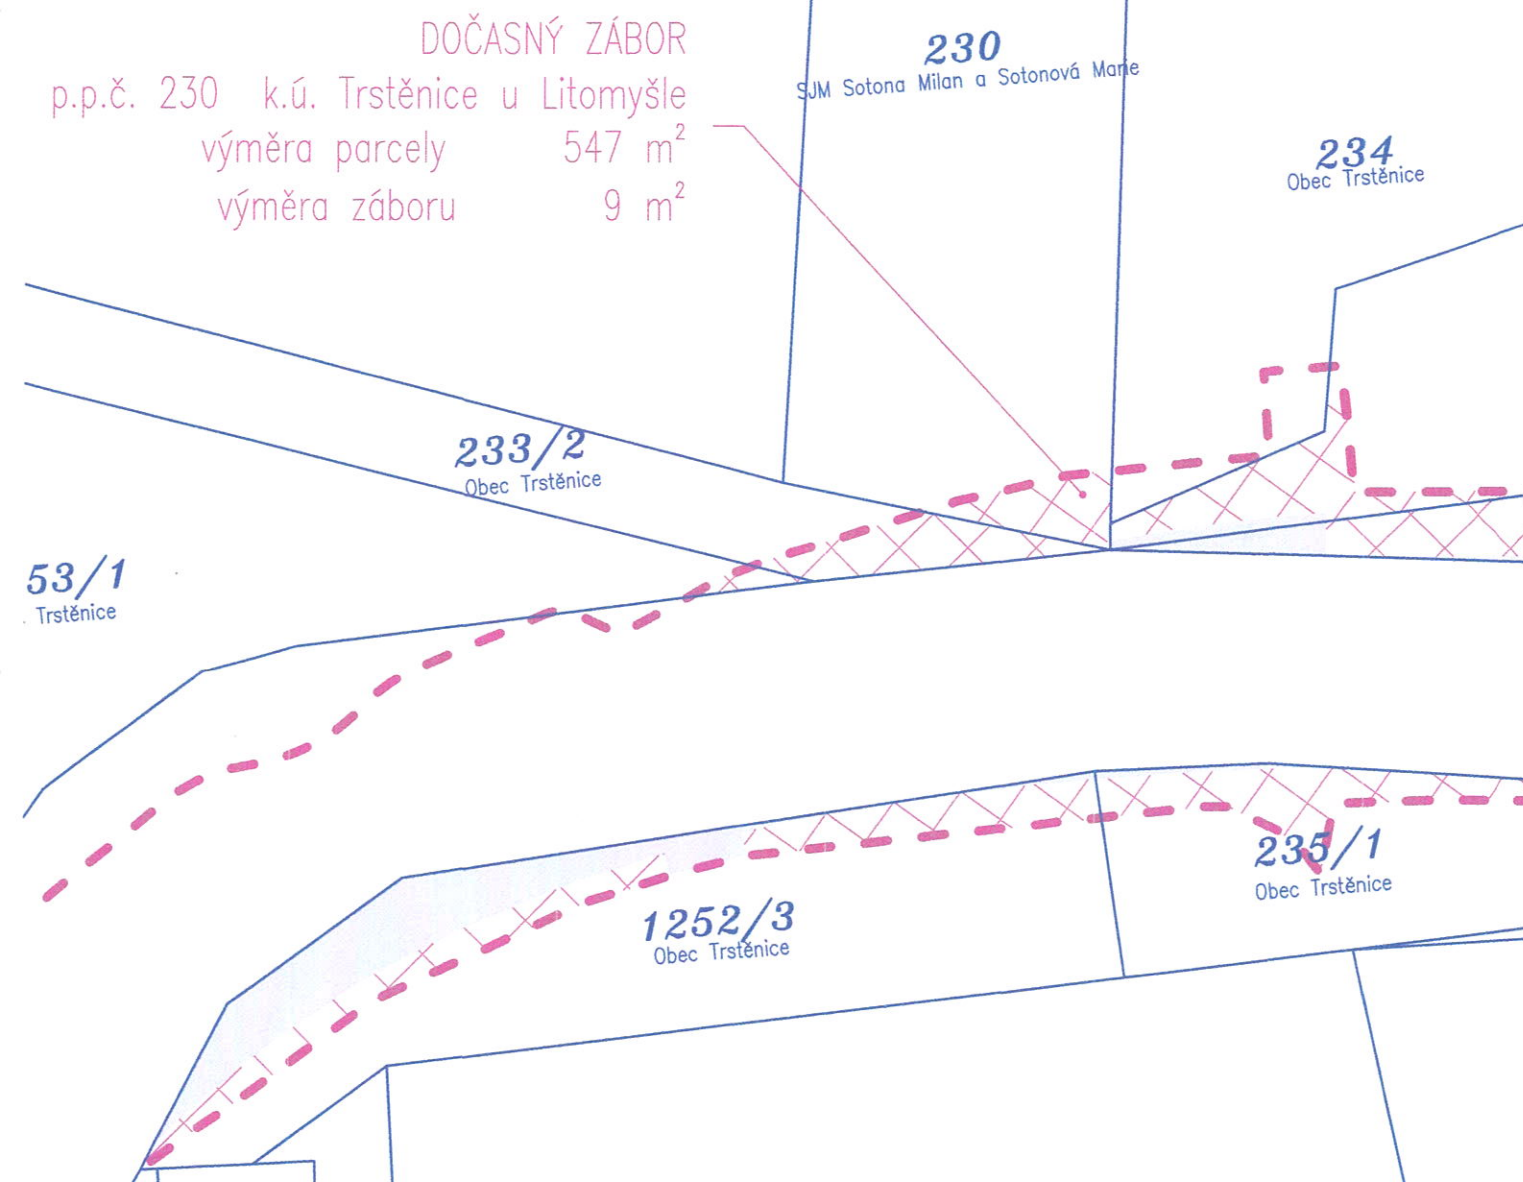 DOČASNÝ ZÁBOR
p.p.č. 230 k.ú. Trstěnice u Litomyšle
výměra parcely 547 m²
výměra záboru 9 m²
230
SJM Sotona Milan a Sotonová Marie
234
Obec Trstěnice
233/2
Obec Trstěnice
53/1
Trstěnice
235/1
Obec Trstěnice
1252/3
Obec Trstěnice